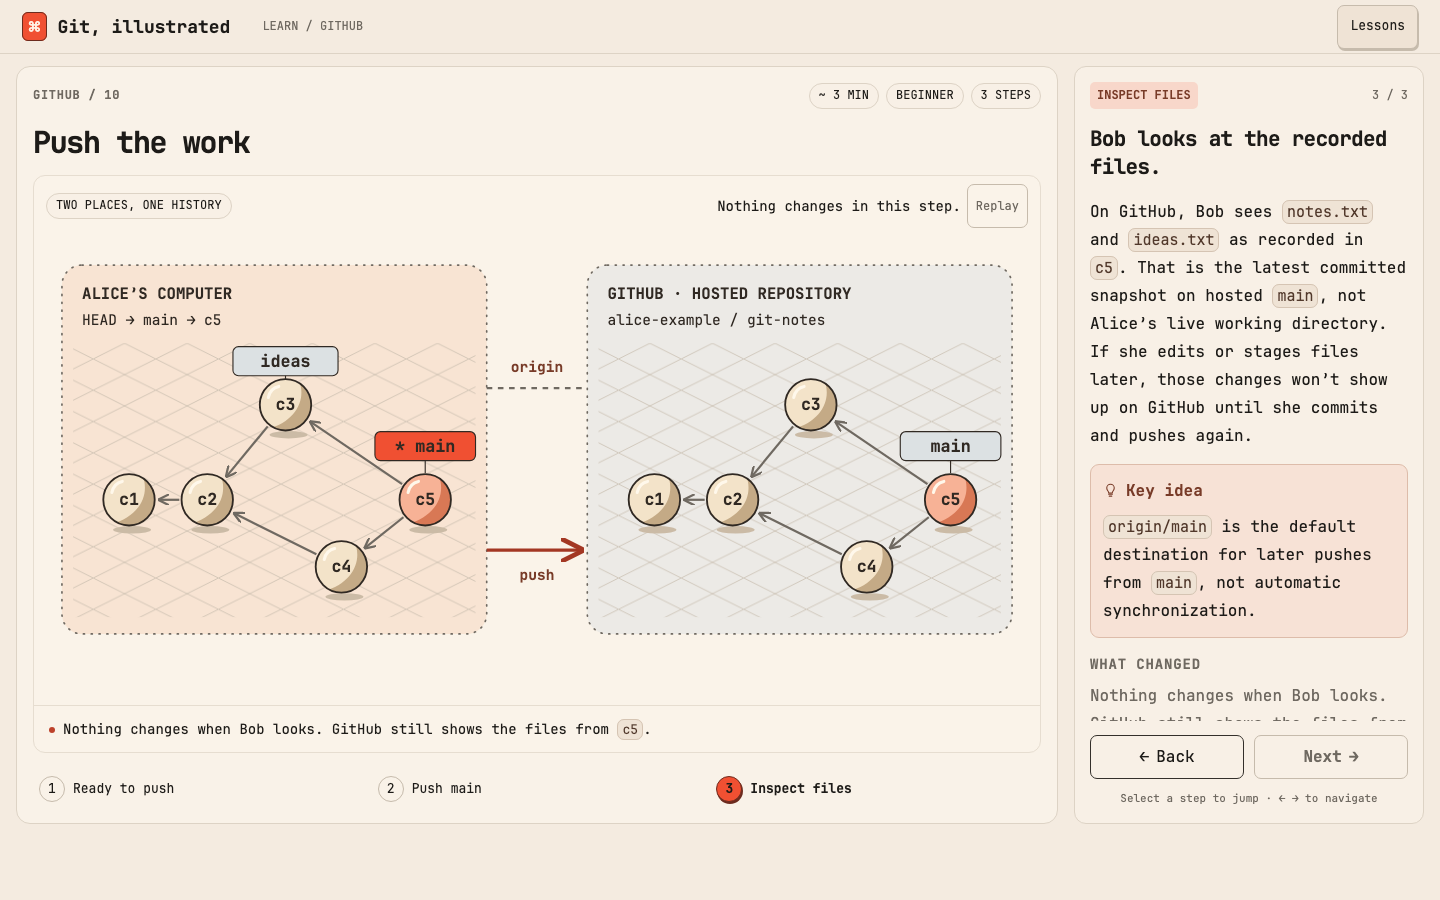 ⌘ Git, illustrated
LEARN / GITHUB
Lessons
GITHUB / 10
~ 3 MIN
BEGINNER
3 STEPS
Push the work
TWO PLACES, ONE HISTORY
Nothing changes in this step.
Replay
ALICE’S COMPUTER
HEAD → main → c5
ideas
c3
* main
c1
c2
c5
c4
origin
push
GITHUB · HOSTED REPOSITORY
alice-example / git-notes
c3
main
c1
c2
c5
c4
Nothing changes when Bob looks. GitHub still shows the files from c5.
1 Ready to push
2 Push main
3 Inspect files
INSPECT FILES
3 / 3
Bob looks at the recorded
files.
On GitHub, Bob sees notes.txt
and ideas.txt as recorded in
c5. That is the latest committed
snapshot on hosted main, not
Alice’s live working directory.
If she edits or stages files
later, those changes won’t show
up on GitHub until she commits
and pushes again.
Key idea
origin/main is the default
destination for later pushes
from main, not automatic
synchronization.
WHAT CHANGED
Nothing changes when Bob looks.
GitHub still shows the files from
← Back
Next →
Select a step to jump · ← → to navigate